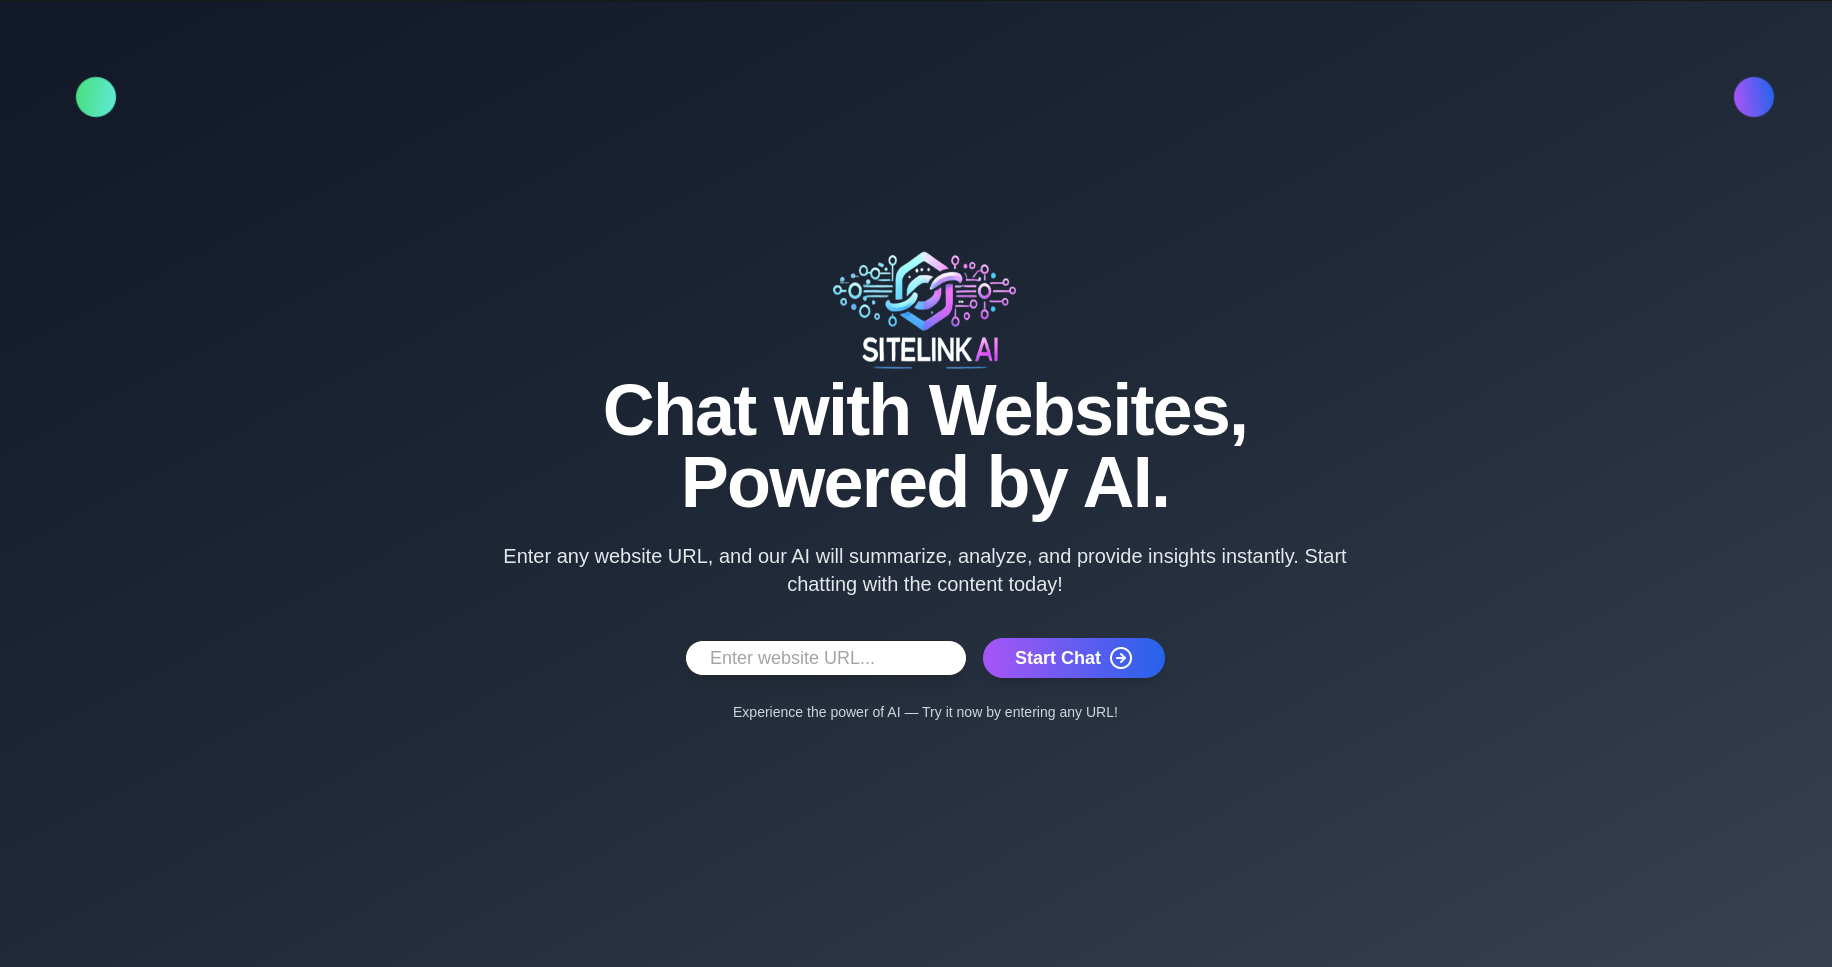 SITELINK AI
Chat with Websites,
Powered by AI.
Enter any website URL, and our AI will summarize, analyze, and provide insights instantly. Start
chatting with the content today!
Enter website URL...
Start Chat
Experience the power of AI — Try it now by entering any URL!